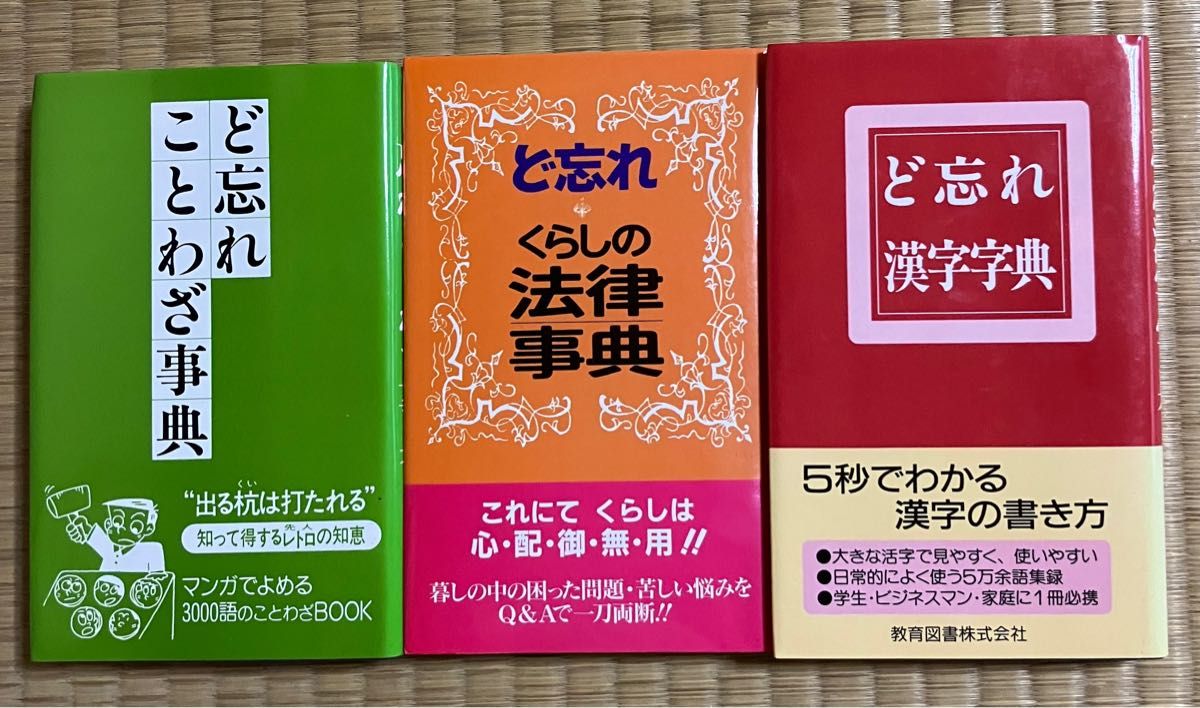 ど忘れ
ことわざ事典
“出る杭は打たれる”
くい
知って得するレトロの知恵
先人
マンガでよめる
3000語のことわざBOOK
ど忘れ
くらしの
法律
事典
これにて くらしは
心・配・御・無・用!!
暮しの中の困った問題・苦しい悩みを
Q&Aで一刀両断!!
ど忘れ
漢字字典
5秒でわかる
漢字の書き方
●大きな活字で見やすく、使いやすい
●日常的によく使う5万余語集録
●学生・ビジネスマン・家庭に1冊必携
教育図書株式会社